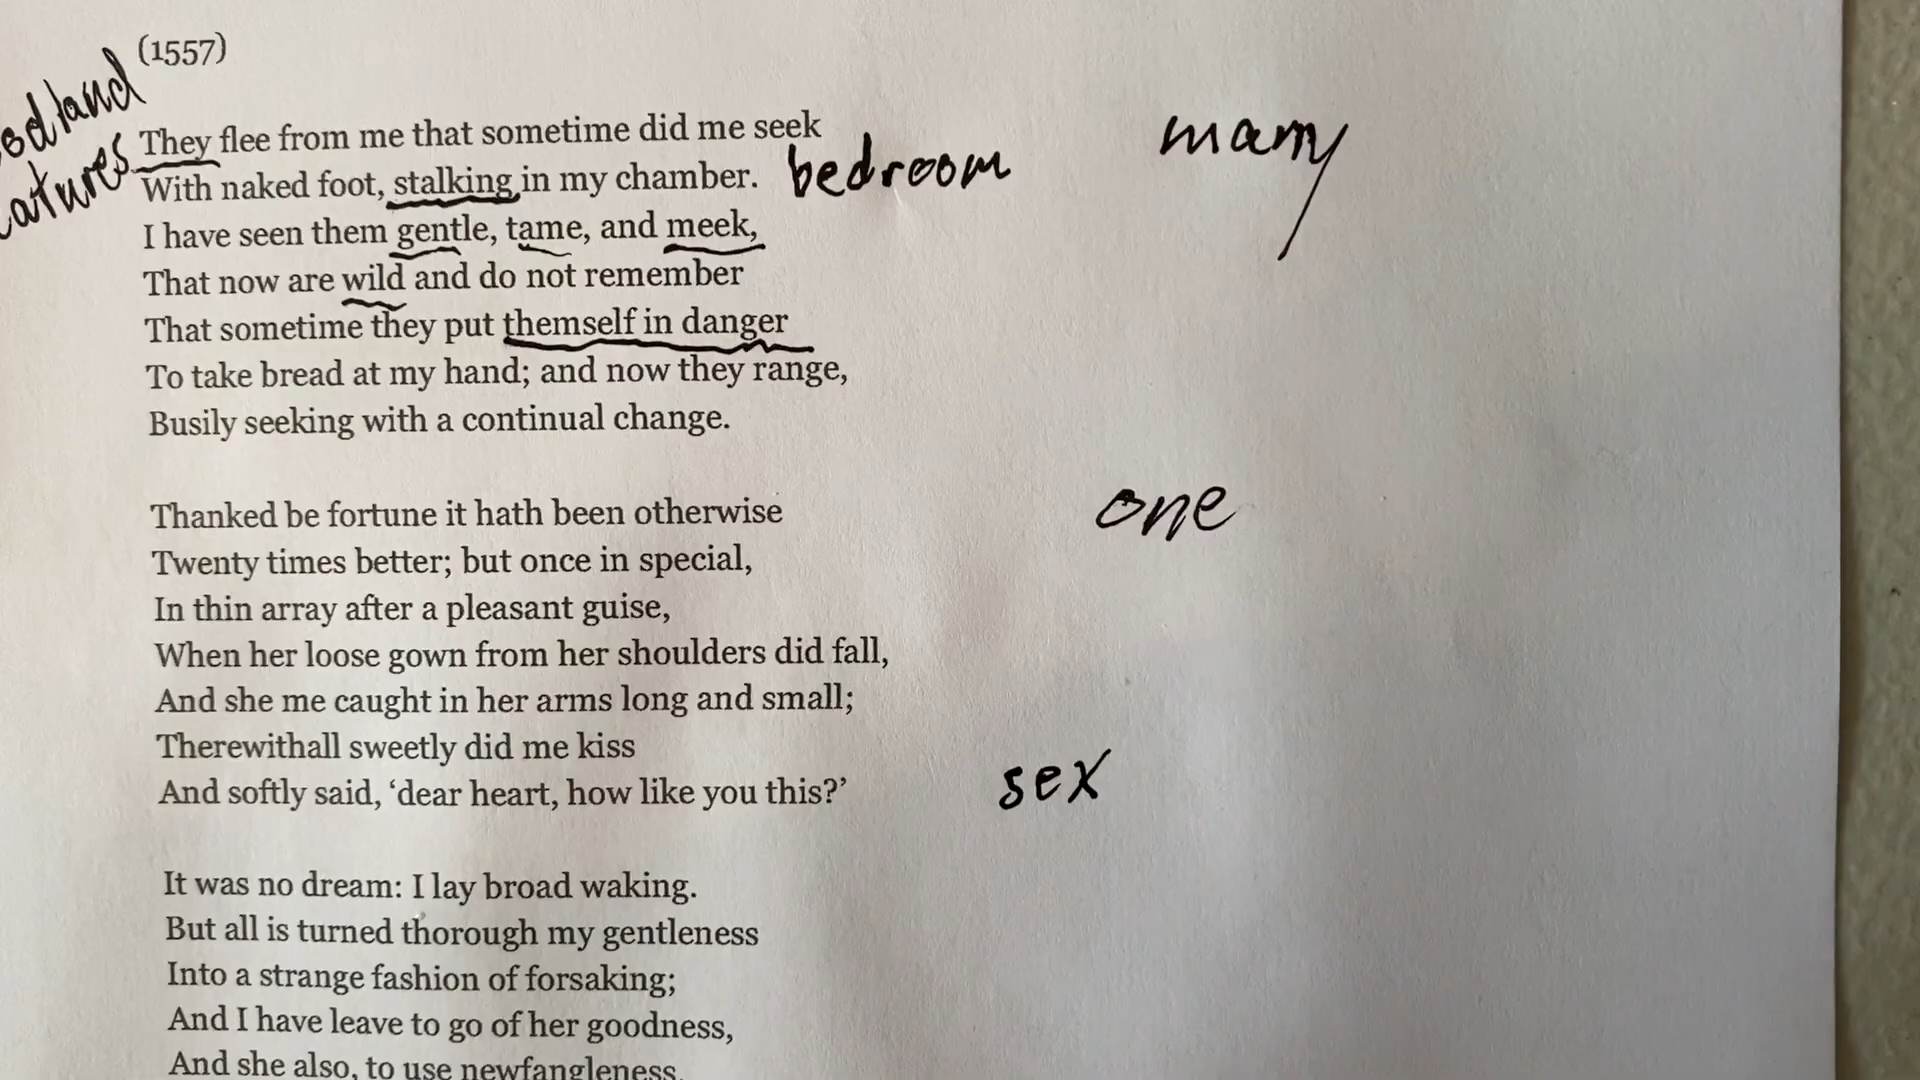 (1557)
They flee from me that sometime did me seek
With naked foot, stalking in my chamber. bedroom
many
I have seen them gentle, tame, and meek,
That now are wild and do not remember
That sometime they put themself in danger
To take bread at my hand; and now they range,
Busily seeking with a continual change.
Thanked be fortune it hath been otherwise
one
Twenty times better; but once in special,
In thin array after a pleasant guise,
When her loose gown from her shoulders did fall,
And she me caught in her arms long and small;
Therewithall sweetly did me kiss
And softly said, ‘dear heart, how like you this?’
sex
It was no dream: I lay broad waking.
But all is turned thorough my gentleness
Into a strange fashion of forsaking;
And I have leave to go of her goodness,
And she also, to use newfangleness.